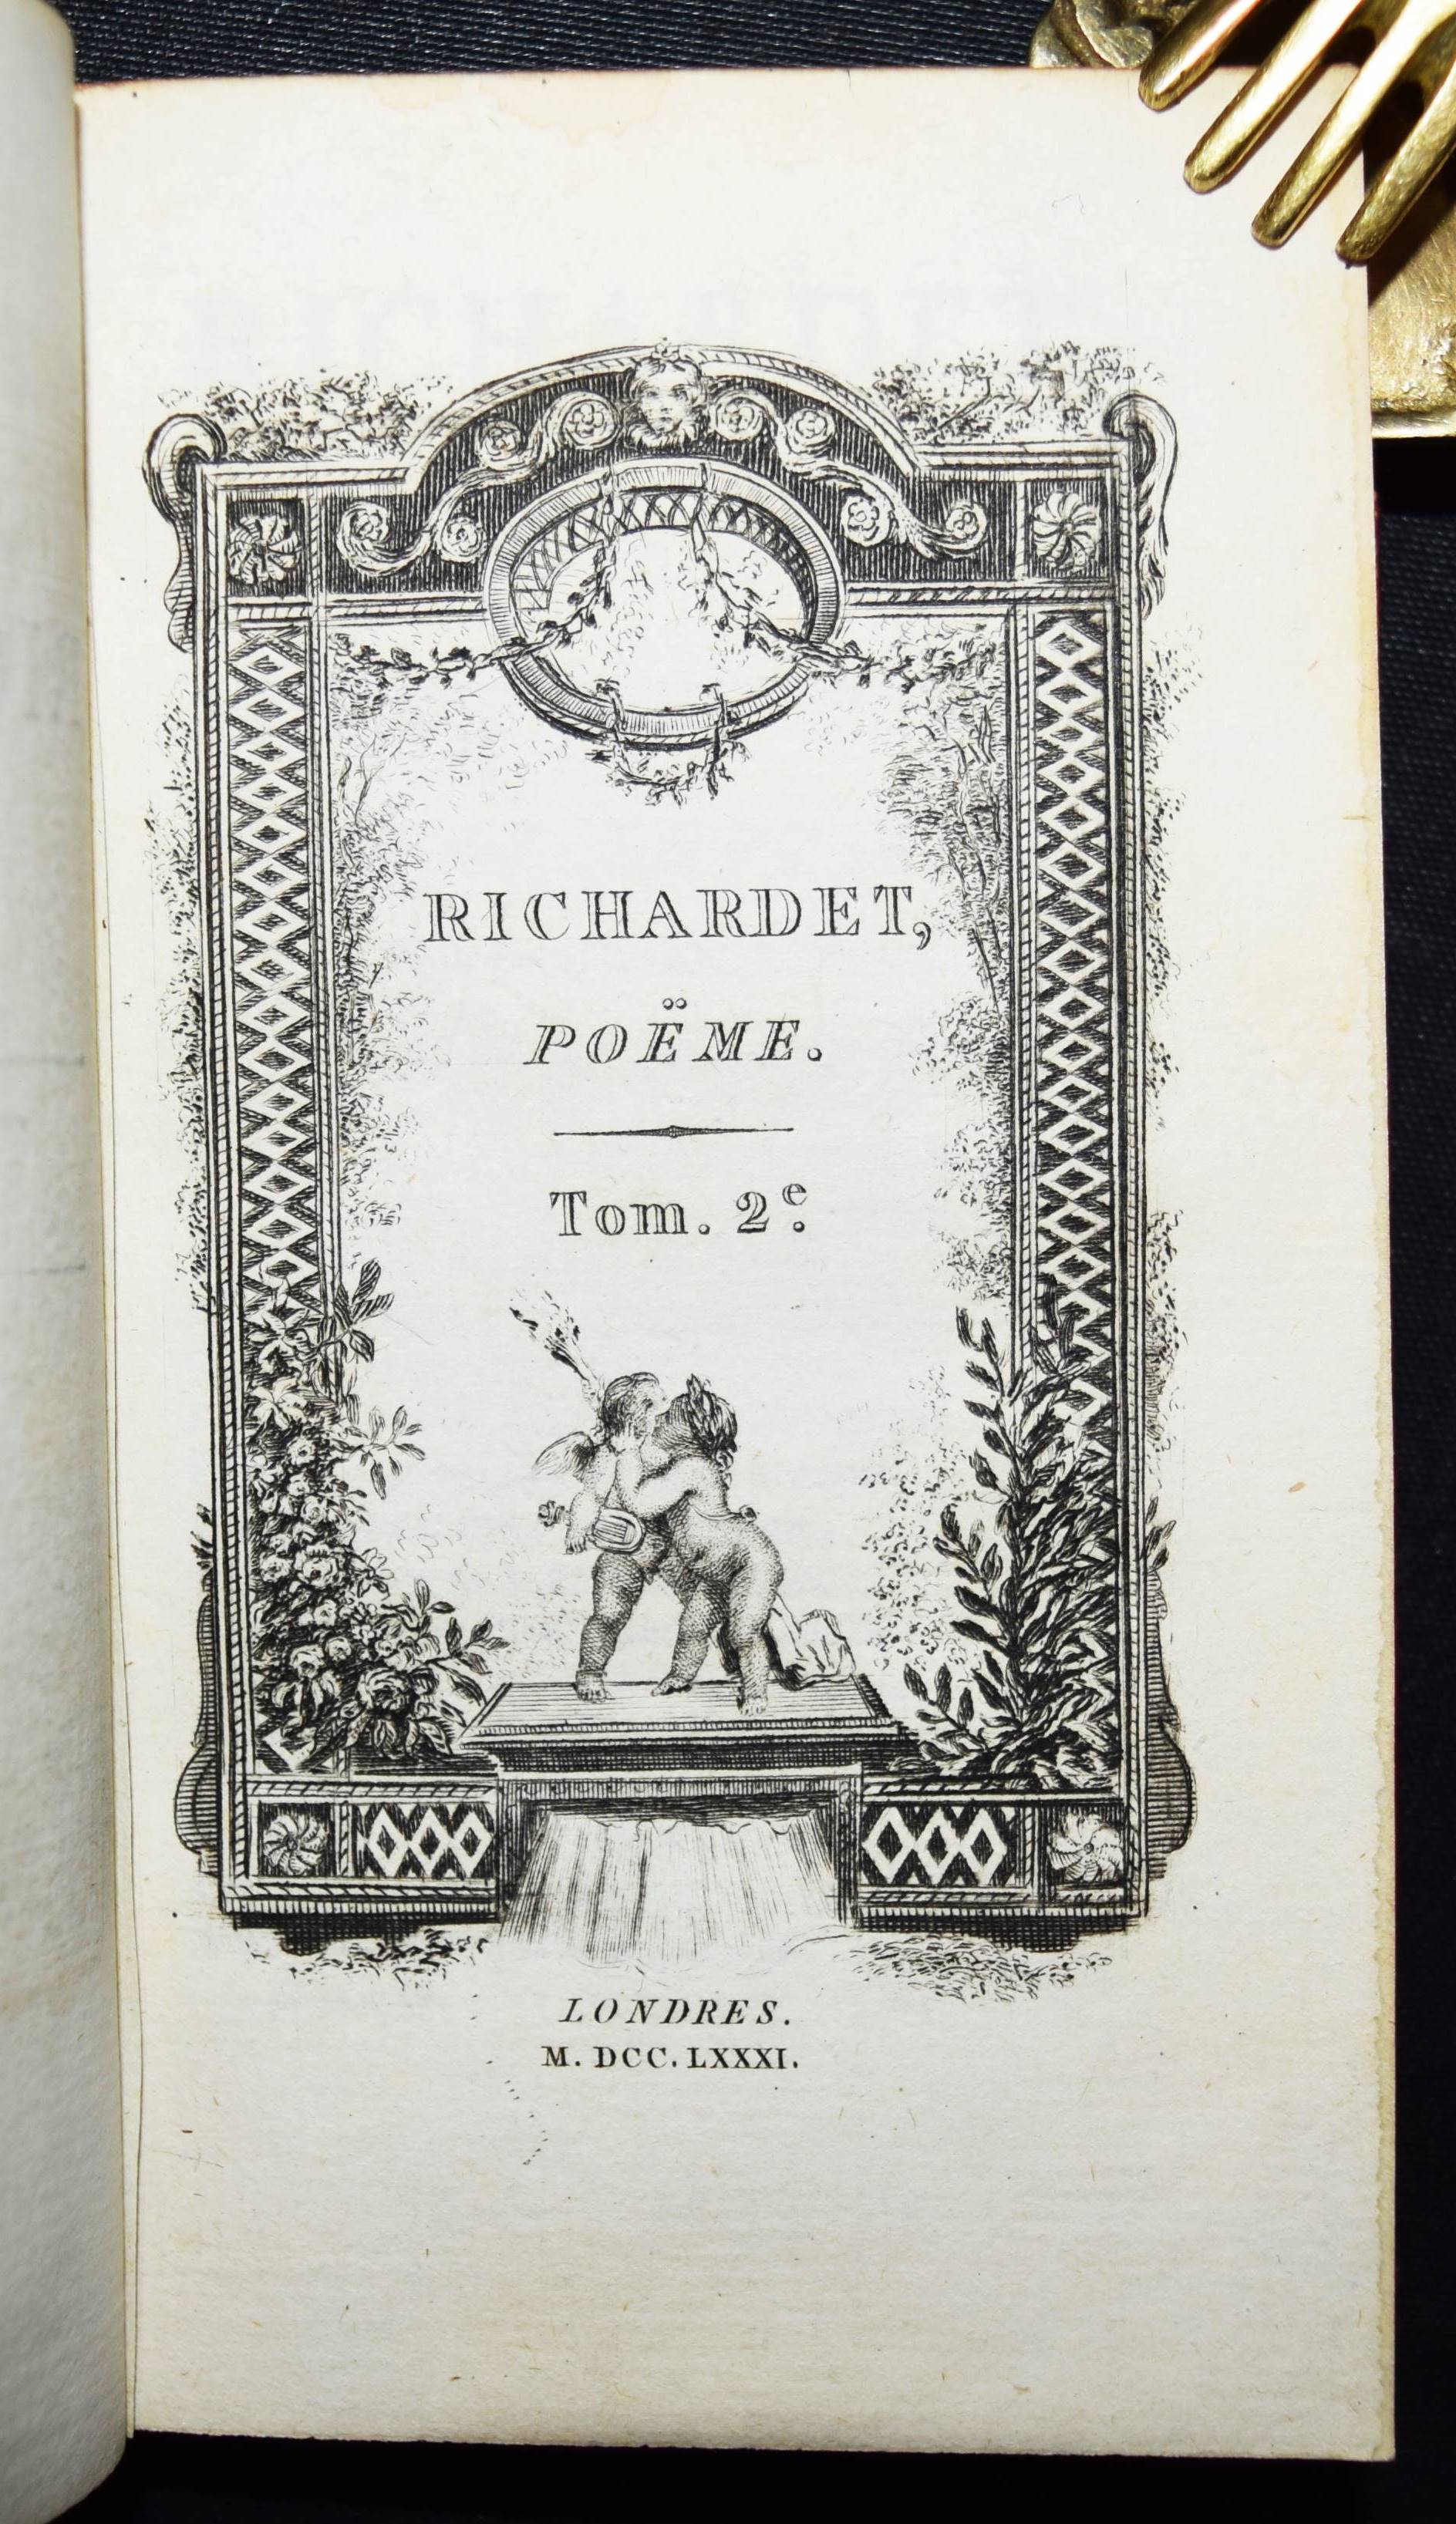 RICHARDET,
POËME.
Tom. 2e.
LONDRES.
M. DCC. LXXXI.